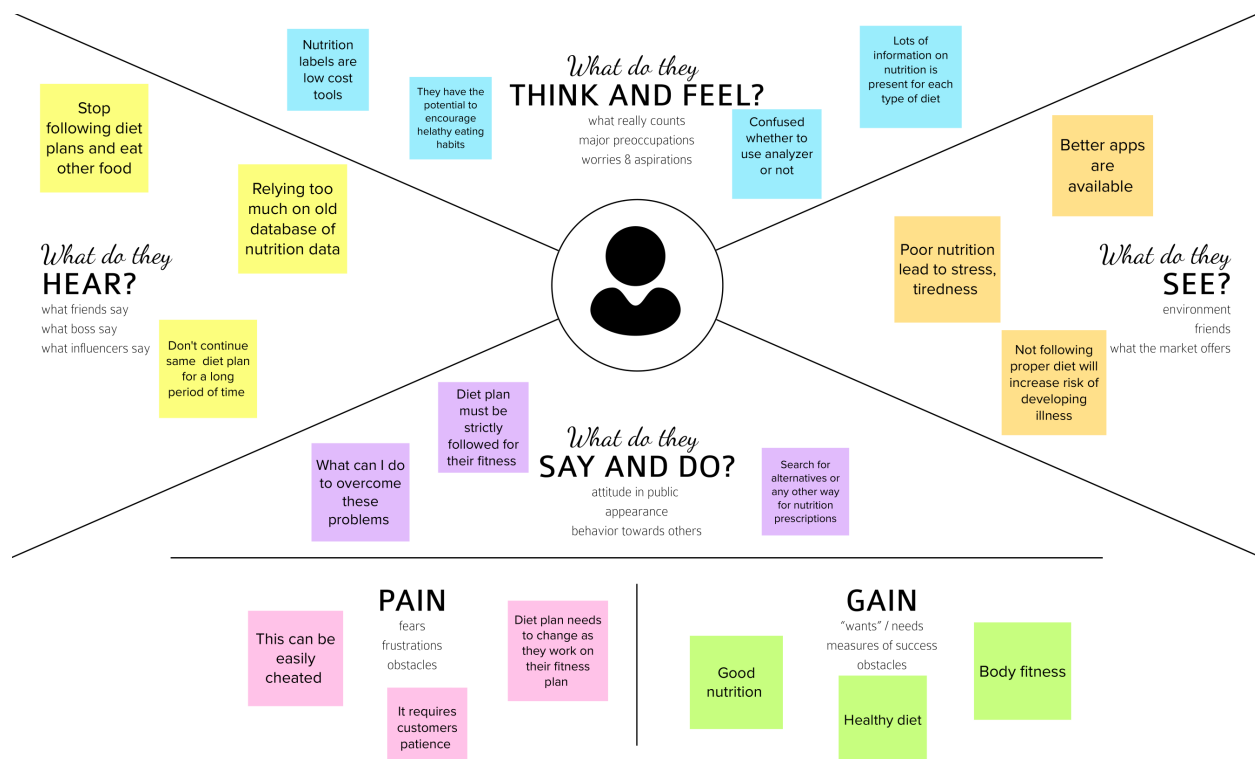 What do they
THINK AND FEEL?
what really counts
major preoccupations
worries & aspirations
Nutrition
labels are
low cost
tools
They have the
potential to
encourage
helathy eating
habits
Confused
whether to
use analyzer
or not
Lots of
information on
nutrition is
present for each
type of diet
Stop
following diet
plans and eat
other food
Relying too
much on old
database of
nutrition data
What do they
HEAR?
what friends say
what boss say
what influencers say
Don't continue
same diet plan
for a long
period of time
Better apps
are
available
Poor nutrition
lead to stress,
tiredness
What do they
SEE?
environment
friends
what the market offers
Not following
proper diet will
increase risk of
developing
illness
Diet plan
must be
strictly
followed for
their fitness
What can I do
to overcome
these
problems
What do they
SAY AND DO?
attitude in public
appearance
behavior towards others
Search for
alternatives or
any other way
for nutrition
prescriptions
PAIN
fears
frustrations
obstacles
This can be
easily
cheated
It requires
customers
patience
Diet plan needs
to change as
they work on
their fitness
plan
GAIN
"wants" / needs
measures of success
obstacles
Good
nutrition
Healthy diet
Body fitness